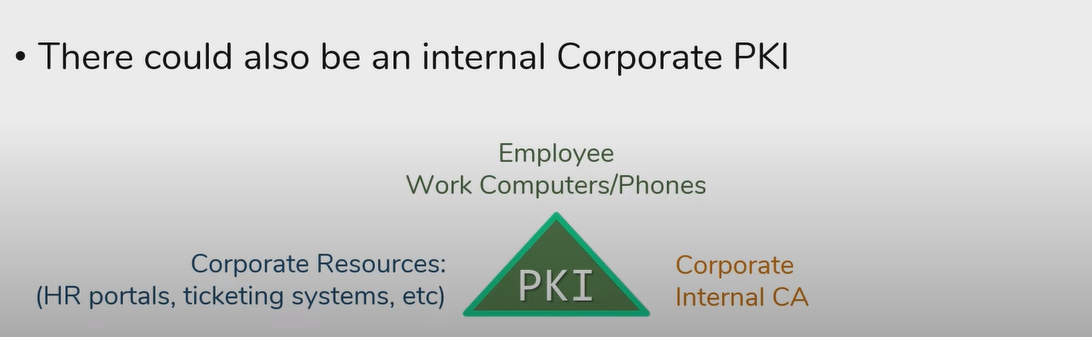 • There could also be an internal Corporate PKI
Employee
Work Computers/Phones
Corporate Resources:
(HR portals, ticketing systems, etc)
PKI
Corporate
Internal CA